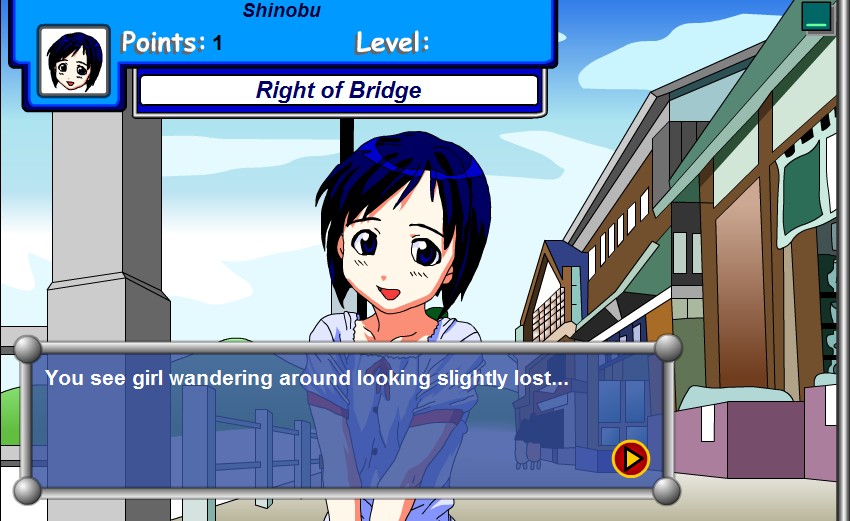 Shinobu
Points: 1
Level:
Right of Bridge
You see girl wandering around looking slightly lost...